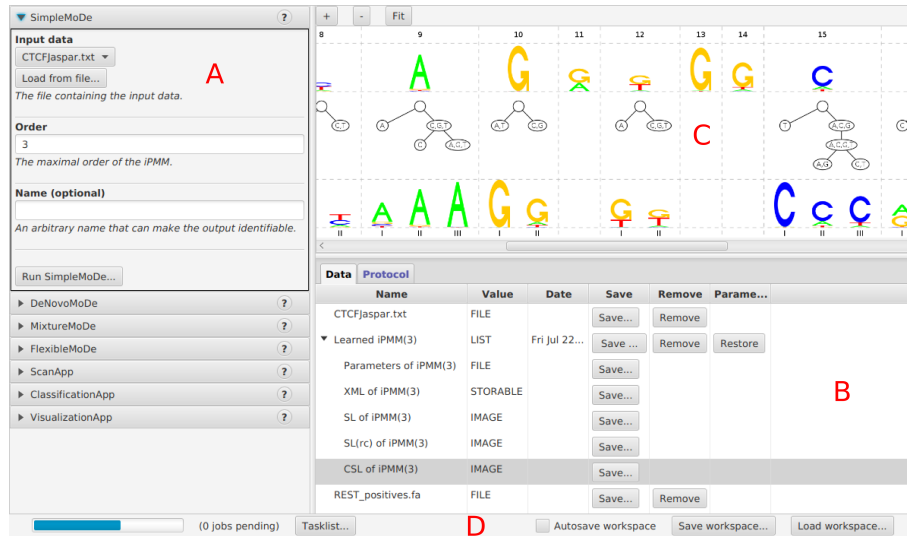 SimpleMoDe ?
Input data
CTCFJaspar.txt
Load from file...
The file containing the input data.
A
Order
3
The maximal order of the iPMM.
Name (optional)
An arbitrary name that can make the output identifiable.
Run SimpleMoDe...
DeNovoMoDe ?
MixtureMoDe ?
FlexibleMoDe ?
ScanApp ?
ClassificationApp ?
VisualizationApp ?
+ - Fit
8 9 10 11 12 13 14 15
A G G G G G C
C,T A C,G,T A,T C,G A C,G,T T A,C,G
C A,G,T A,C,G,T
A,G C,T
C
A A A G G G G C C C A
II I II III I II I II I II III I
Data Protocol
Name Value Date Save Remove Parame...
CTCFJaspar.txt FILE Save... Remove
Learned iPMM(3) LIST Fri Jul 22... Save ... Remove Restore
Parameters of iPMM(3) FILE Save...
XML of iPMM(3) STORABLE Save...
SL of iPMM(3) IMAGE Save...
SL(rc) of iPMM(3) IMAGE Save...
CSL of iPMM(3) IMAGE Save...
REST_positives.fa FILE Save... Remove
B
(0 jobs pending) Tasklist... D Autosave workspace Save workspace... Load workspace...